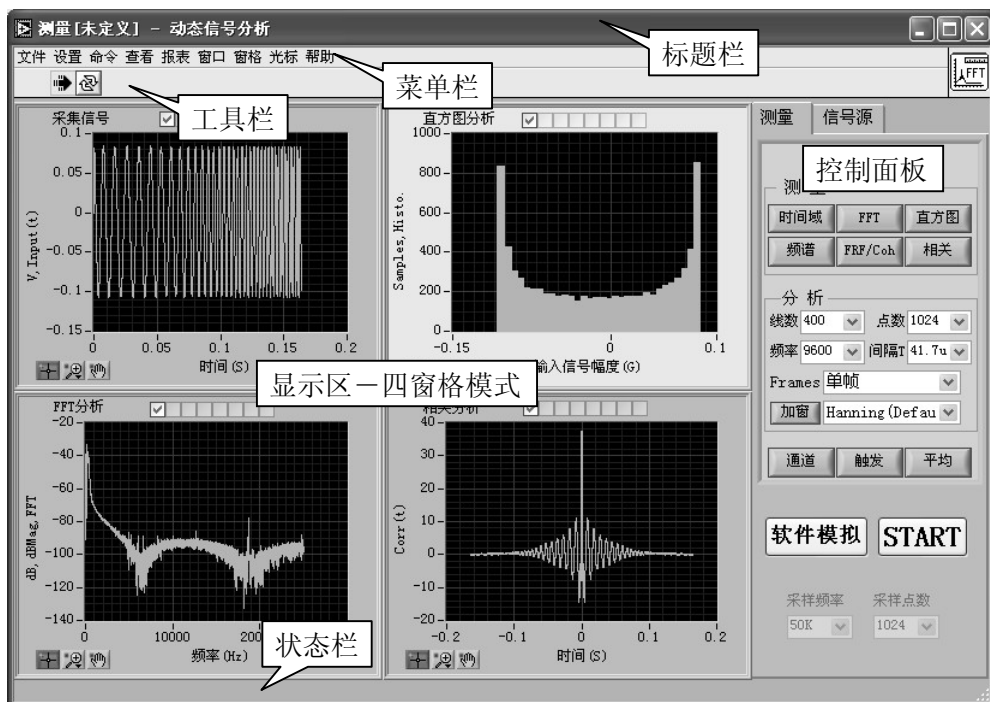 测量[未定义] - 动态信号分析
标题栏
文件 设置 命令 查看 报表 窗口 窗格 光标 帮助
菜单栏
FFT
工具栏
采集信号
0.1
0.05
0
-0.05
-0.1
-0.15
V, Input(t)
0 0.05 0.1 0.15 0.2
时间(S)
直方图分析
1000
800
600
400
200
0
Samples, Histo.
-0.15 0 0.1
输入信号幅度(G)
显示区－四窗格模式
FFT分析
-20
-40
-60
-80
-100
-120
-140
dB, dBMag, FFT
0 10000
频率(Hz)
状态栏
相关分析
40
30
20
10
0
-10
-20
Corr(t)
-0.2 -0.1 0 0.1 0.2
时间(S)
测量 信号源
控制面板
时间域 FFT 直方图
频谱 FRF/Coh 相关
分 析
线数 400 点数 1024
频率 9600 间隔T 41.7u
Frames 单帧
加窗 Hanning(Defau
通道 触发 平均
软件模拟 START
采样频率 采样点数
50K 1024